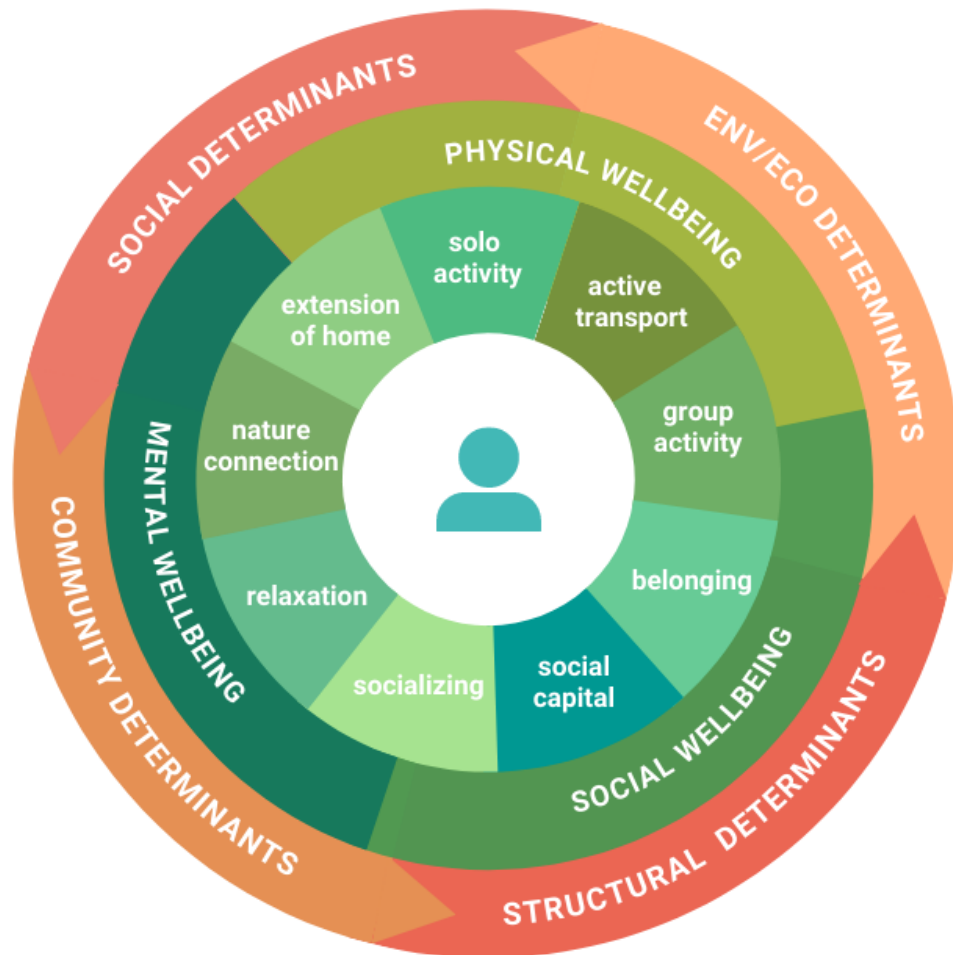 SOCIAL DETERMINANTS
ENV/ECO DETERMINANTS
STRUCTURAL DETERMINANTS
COMMUNITY DETERMINANTS
PHYSICAL WELLBEING
SOCIAL WELLBEING
MENTAL WELLBEING
solo
activity
active
transport
group
activity
belonging
social
capital
socializing
relaxation
nature
connection
extension
of home